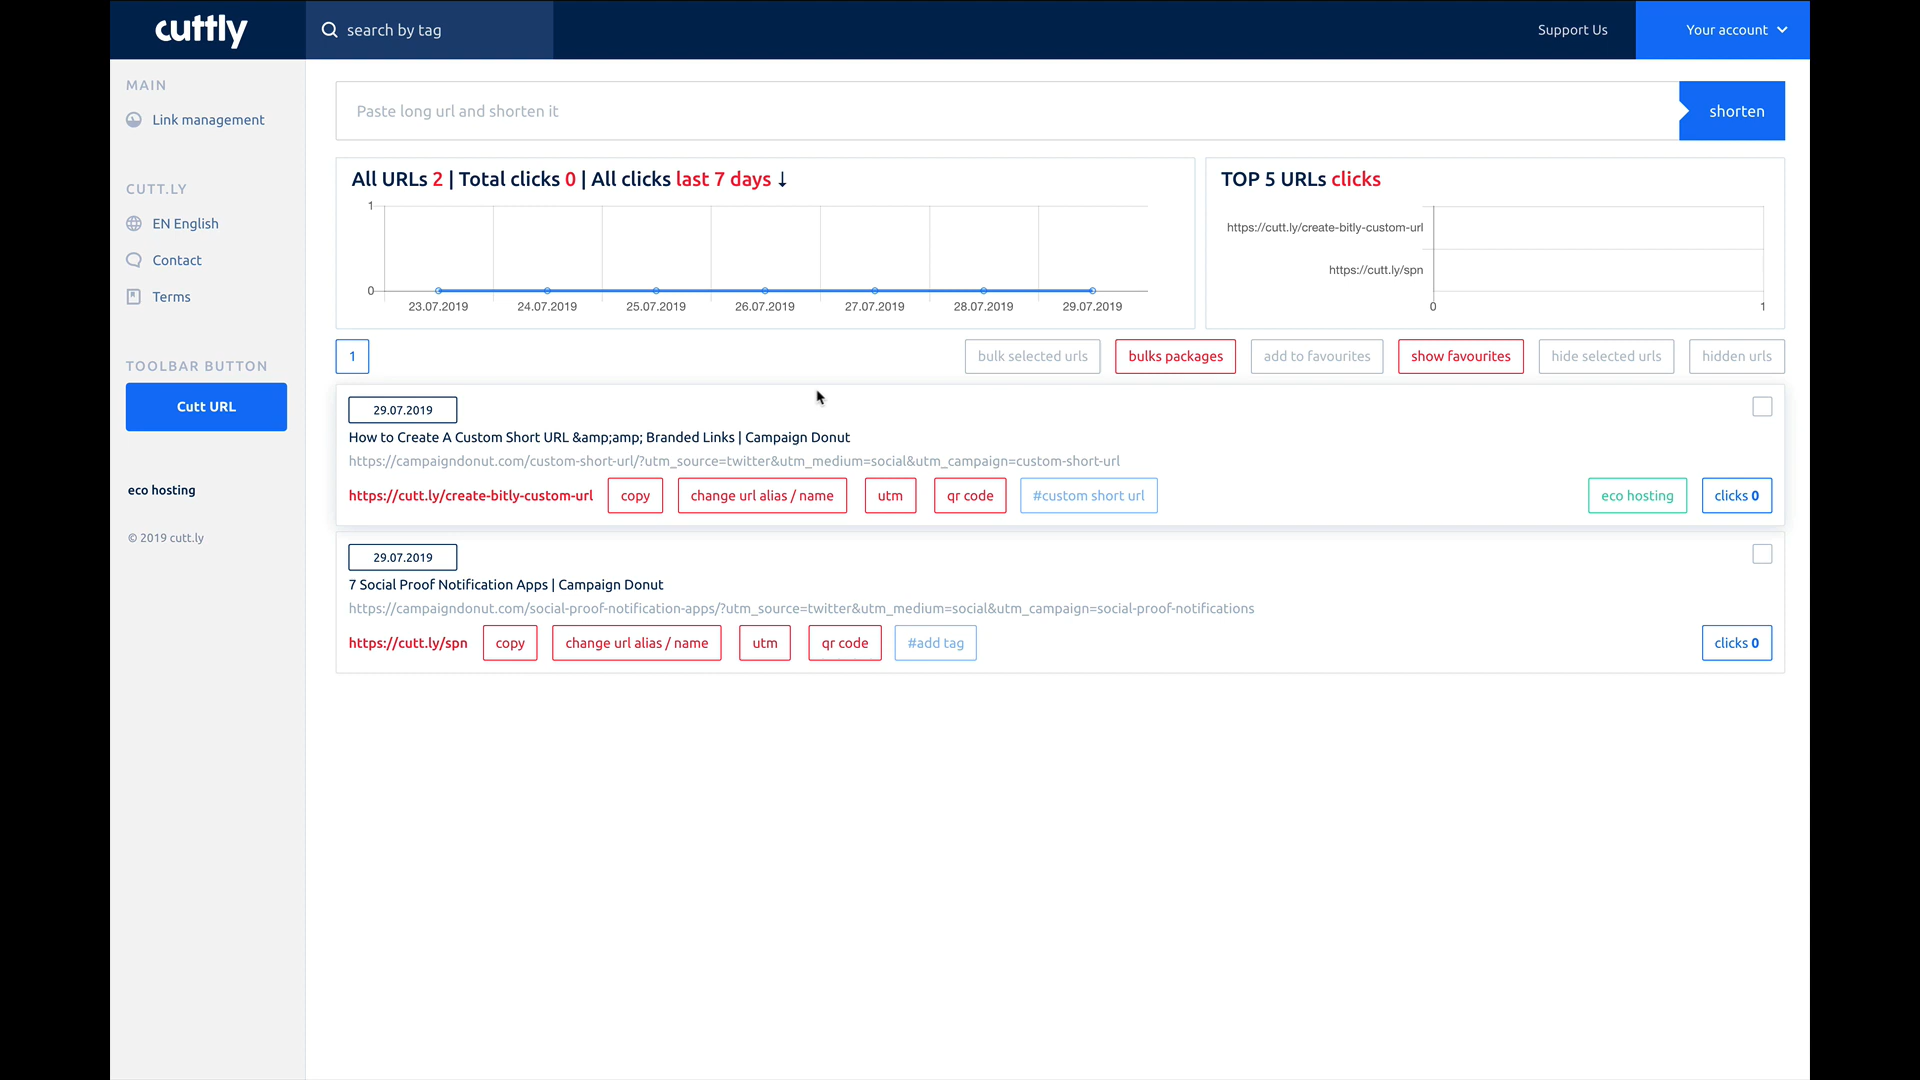 cuttly
search by tag
Support Us
Your account
MAIN
Link management
CUTT.LY
EN English
Contact
Terms
TOOLBAR BUTTON
Cutt URL
eco hosting
© 2019 cutt.ly
Paste long url and shorten it
shorten
All URLs 2 | Total clicks 0 | All clicks last 7 days ↓
1
0
23.07.2019 24.07.2019 25.07.2019 26.07.2019 27.07.2019 28.07.2019 29.07.2019
TOP 5 URLs clicks
https://cutt.ly/create-bitly-custom-url
https://cutt.ly/spn
0 1
1
bulk selected urls bulks packages add to favourites show favourites hide selected urls hidden urls
29.07.2019
How to Create A Custom Short URL &amp;amp; Branded Links | Campaign Donut
https://campaigndonut.com/custom-short-url/?utm_source=twitter&utm_medium=social&utm_campaign=custom-short-url
https://cutt.ly/create-bitly-custom-url copy change url alias / name utm qr code #custom short url eco hosting clicks 0
29.07.2019
7 Social Proof Notification Apps | Campaign Donut
https://campaigndonut.com/social-proof-notification-apps/?utm_source=twitter&utm_medium=social&utm_campaign=social-proof-notifications
https://cutt.ly/spn copy change url alias / name utm qr code #add tag clicks 0